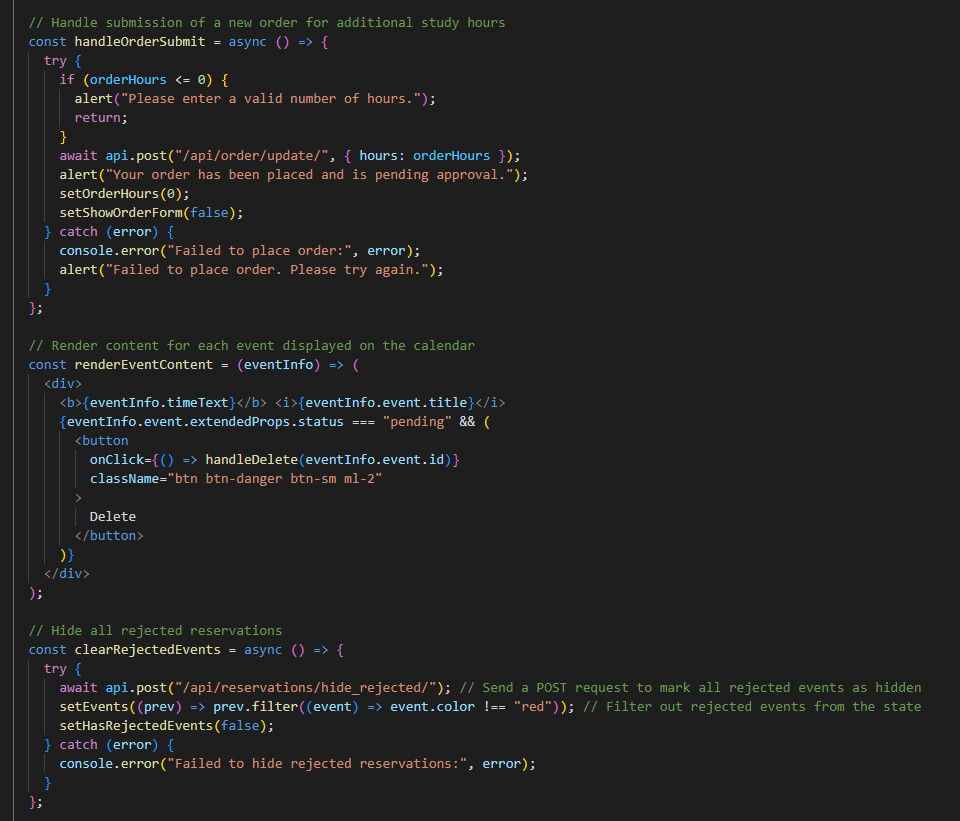 // Handle submission of a new order for additional study hours
const handleOrderSubmit = async () => {
  try {
    if (orderHours <= 0) {
      alert("Please enter a valid number of hours.");
      return;
    }
    await api.post("/api/order/update/", { hours: orderHours });
    alert("Your order has been placed and is pending approval.");
    setOrderHours(0);
    setShowOrderForm(false);
  } catch (error) {
    console.error("Failed to place order:", error);
    alert("Failed to place order. Please try again.");
  }
};

// Render content for each event displayed on the calendar
const renderEventContent = (eventInfo) => (
  <div>
    <b>{eventInfo.timeText}</b> <i>{eventInfo.event.title}</i>
    {eventInfo.event.extendedProps.status === "pending" && (
      <button
        onClick={() => handleDelete(eventInfo.event.id)}
        className="btn btn-danger btn-sm ml-2"
      >
        Delete
      </button>
    )}
  </div>
);

// Hide all rejected reservations
const clearRejectedEvents = async () => {
  try {
    await api.post("/api/reservations/hide_rejected/"); // Send a POST request to mark all rejected events as hidden
    setEvents((prev) => prev.filter((event) => event.color !== "red")); // Filter out rejected events from the state
    setHasRejectedEvents(false);
  } catch (error) {
    console.error("Failed to hide rejected reservations:", error);
  }
};